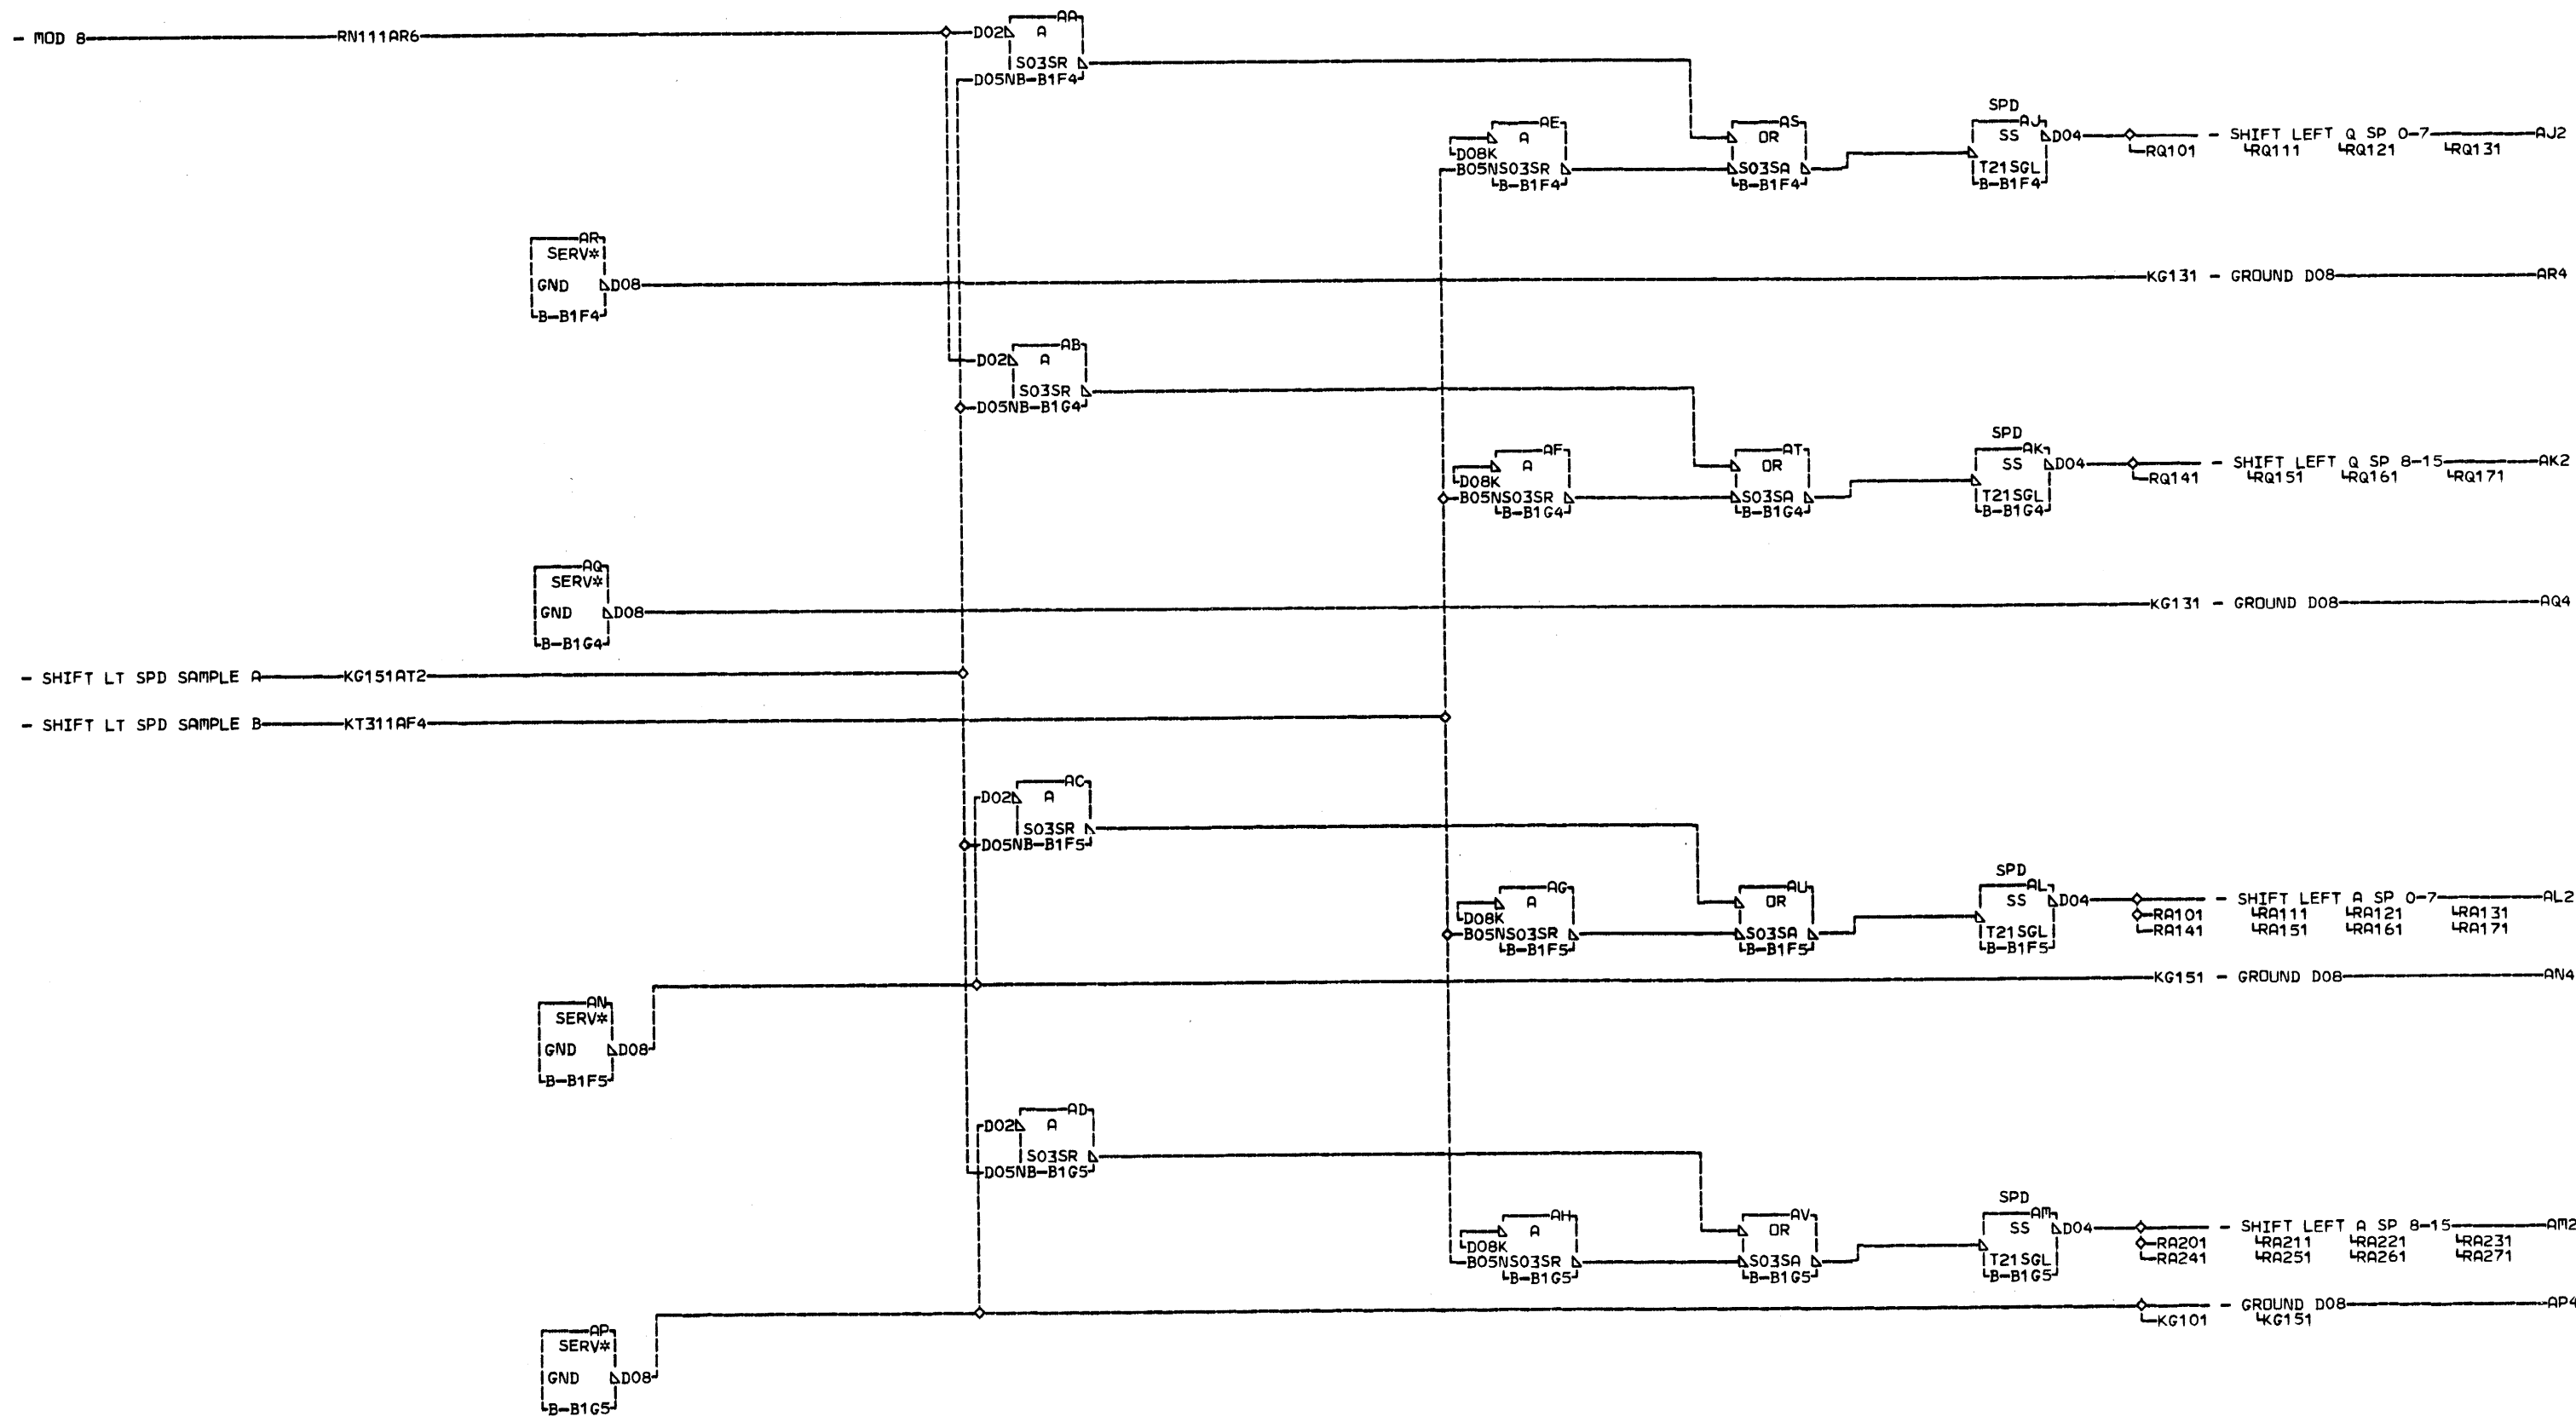 - MOD 8 RN111AR6
AA
D02 A
S03SR
D05NB-B1F4
SPD
AE AS AJ
A OR SS D04 - SHIFT LEFT Q SP 0-7 AJ2
D08K RQ101 RQ111 RQ121 RQ131
B05NS03SR S03SA T21SGL
B-B1F4 B-B1F4 B-B1F4
AR
SERV*
GND D08 KG131 - GROUND D08 AR4
B-B1F4
AB
D02 A
S03SR
D05NB-B1G4
SPD
AF AT AK
A OR SS D04 - SHIFT LEFT Q SP 8-15 AK2
D08K RQ141 RQ151 RQ161 RQ171
B05NS03SR S03SA T21SGL
B-B1G4 B-B1G4 B-B1G4
AQ
SERV*
GND D08 KG131 - GROUND D08 AQ4
B-B1G4
- SHIFT LT SPD SAMPLE A KG151AT2
- SHIFT LT SPD SAMPLE B KT311AF4
AC
D02 A
S03SR
D05NB-B1F5
SPD
AG AU AL
A OR SS D04 - SHIFT LEFT A SP 0-7 AL2
D08K RA101 RA111 RA121 RA131
B05NS03SR S03SA T21SGL RA141 RA151 RA161 RA171
B-B1F5 B-B1F5 B-B1F5
KG151 - GROUND D08 AN4
AN
SERV*
GND D08
B-B1F5
AD
D02 A
S03SR
D05NB-B1G5
SPD
AH AV AM
A OR SS D04 - SHIFT LEFT A SP 8-15 AM2
D08K RA201 RA211 RA221 RA231
B05NS03SR S03SA T21SGL RA241 RA251 RA261 RA271
B-B1G5 B-B1G5 B-B1G5
- GROUND D08 AP4
KG101 KG151
AP
SERV*
GND D08
B-B1G5